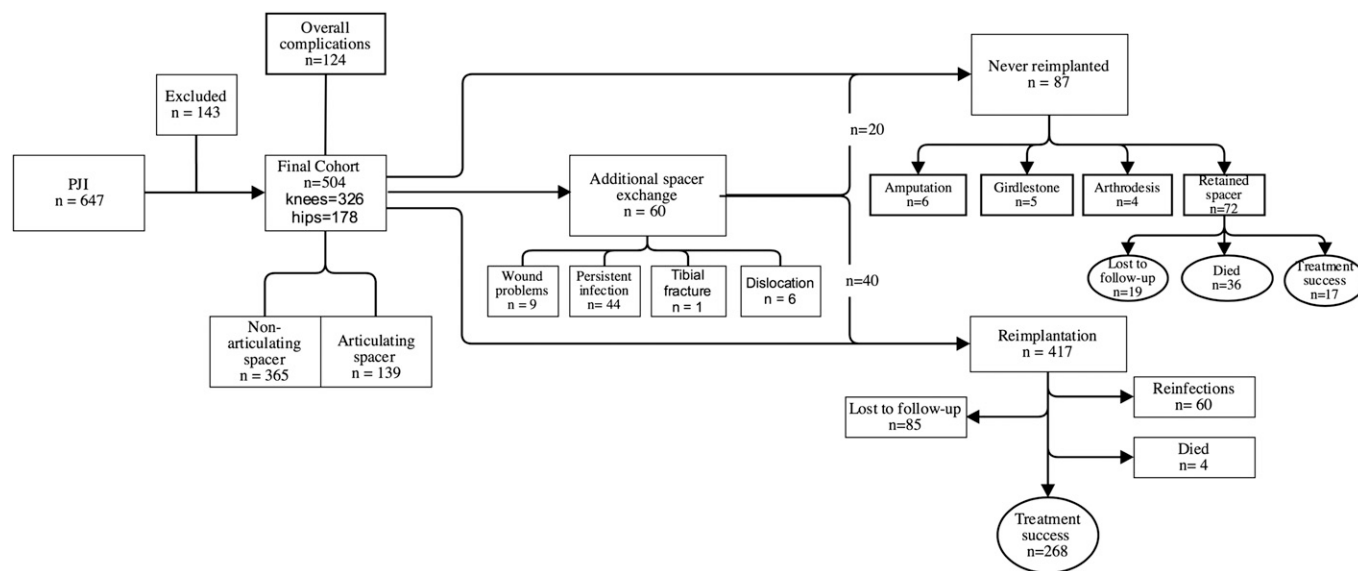 Overall
complications
n=124
Excluded
n = 143
PJI
n = 647
Final Cohort
n=504
knees=326
hips=178
Non-
articulating
spacer
n = 365
Articulating
spacer
n = 139
Additional spacer
exchange
n = 60
Wound
problems
n = 9
Persistent
infection
n= 44
Tibial
fracture
n = 1
Dislocation
n = 6
n=20
n=40
Never reimplanted
n = 87
Amputation
n=6
Girdlestone
n=5
Arthrodesis
n=4
Retained
spacer
n=72
Lost to
follow-up
n=19
Died
n=36
Treatment
success
n=17
Reimplantation
n = 417
Lost to follow-up
n=85
Reinfections
n= 60
Died
n= 4
Treatment
success
n=268